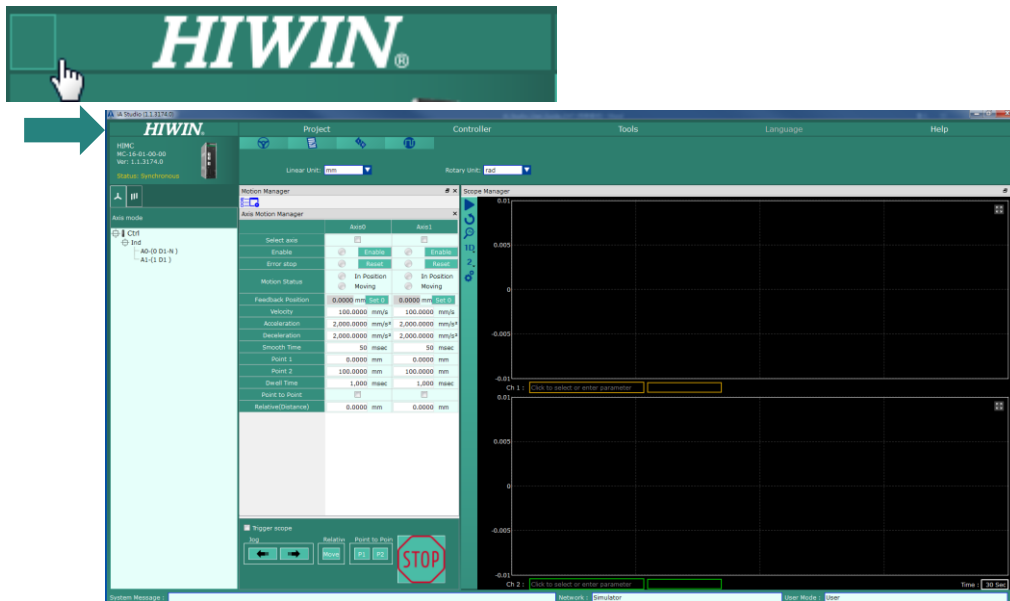 HIWIN®
iA Studio (1.1.3174.0)
HIWIN® Project Controller Tools Language Help
HIMC
MC-16-01-00-00
Ver: 1.1.3174.0
Status: Synchronous
Linear Unit: mm Rotary Unit: rad
Axis mode
Ctrl
Ind
A0-(0 D1-N )
A1-(1 D1 )
Motion Manager
Axis Motion Manager
Axis0 Axis1
Select axis
Enable Enable Enable
Error stop Reset Reset
Motion Status In Position Moving In Position Moving
Feedback Position 0.0000 mm Set 0 0.0000 mm Set 0
Velocity 100.0000 mm/s 100.0000 mm/s
Acceleration 2,000.0000 mm/s² 2,000.0000 mm/s²
Deceleration 2,000.0000 mm/s² 2,000.0000 mm/s²
Smooth Time 50 msec 50 msec
Point 1 0.0000 mm 0.0000 mm
Point 2 100.0000 mm 100.0000 mm
Dwell Time 1,000 msec 1,000 msec
Point to Point
Relative(Distance) 0.0000 mm 0.0000 mm
Trigger scope
Jog Relative Point to Poin
Move P1 P2 STOP
Scope Manager
0.01
0.005
0
-0.005
-0.01
Ch 1 : Click to select or enter parameter
0.01
0.005
0
-0.005
-0.01
Ch 2 : Click to select or enter parameter Time : 30 Sec
System Message : Network : Simulator User Mode : User